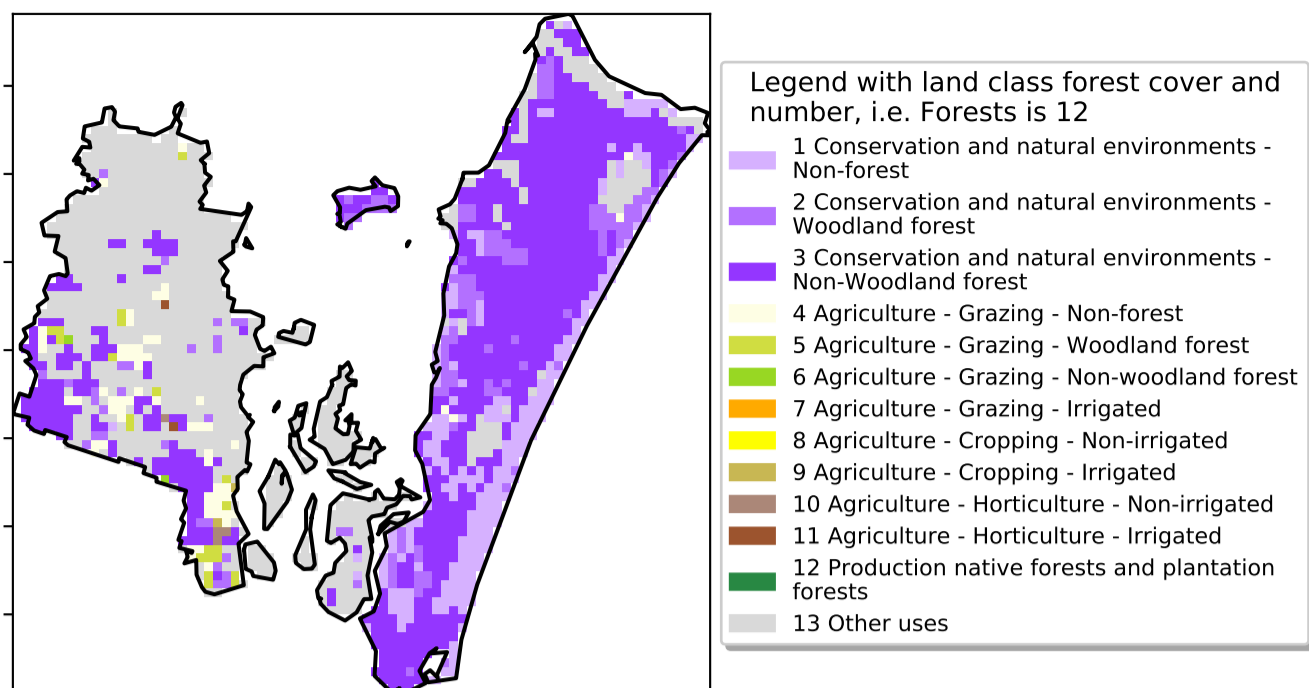 Legend with land class forest cover and
number, i.e. Forests is 12
1 Conservation and natural environments -
Non-forest
2 Conservation and natural environments -
Woodland forest
3 Conservation and natural environments -
Non-Woodland forest
4 Agriculture - Grazing - Non-forest
5 Agriculture - Grazing - Woodland forest
6 Agriculture - Grazing - Non-woodland forest
7 Agriculture - Grazing - Irrigated
8 Agriculture - Cropping - Non-irrigated
9 Agriculture - Cropping - Irrigated
10 Agriculture - Horticulture - Non-irrigated
11 Agriculture - Horticulture - Irrigated
12 Production native forests and plantation
forests
13 Other uses